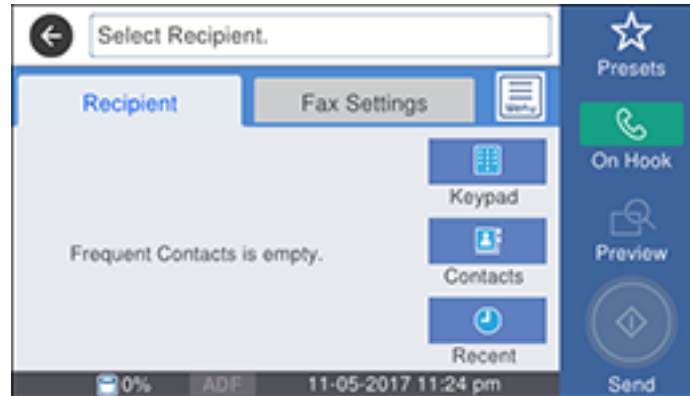 Select Recipient.
Presets
Recipient
Fax Settings
Menu
On Hook
Keypad
Frequent Contacts is empty.
Contacts
Preview
Recent
0%
ADF
11-05-2017 11:24 pm
Send